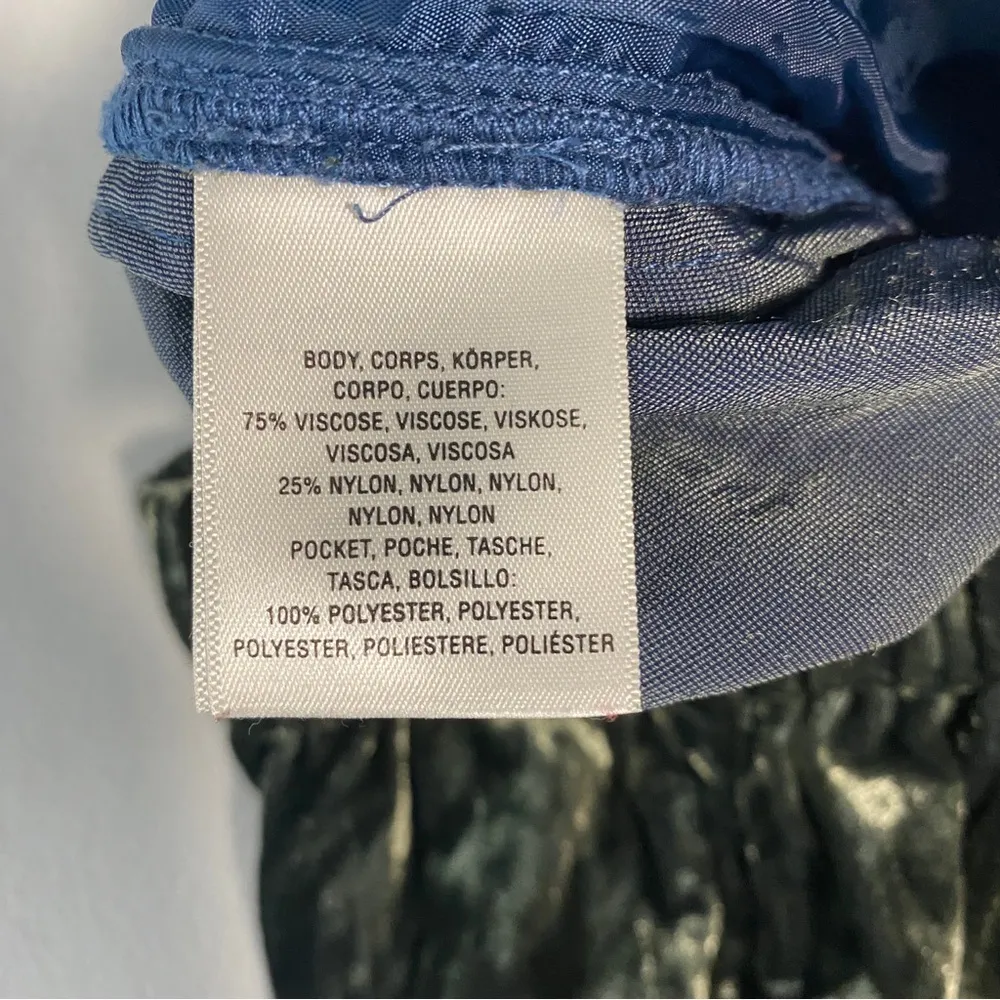 BODY, CORPS, KÖRPER,
CORPO, CUERPO:
75% VISCOSE, VISCOSE, VISKOSE,
VISCOSA, VISCOSA
25% NYLON, NYLON, NYLON,
NYLON, NYLON
POCKET, POCHE, TASCHE,
TASCA, BOLSILLO:
100% POLYESTER, POLYESTER,
POLYESTER, POLIESTERE, POLIÉSTER